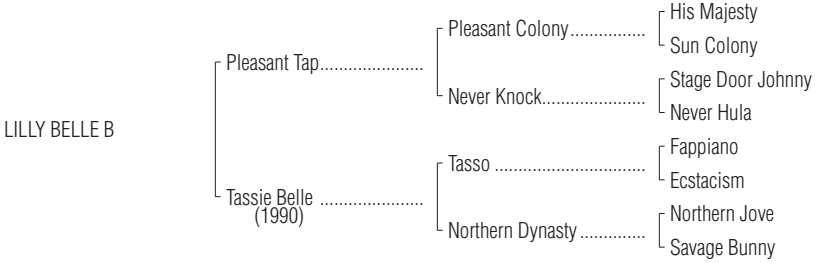 His Majesty
Pleasant Colony................
Sun Colony
Pleasant Tap......................
Stage Door Johnny
Never Knock......................
Never Hula
LILLY BELLE B
Fappiano
Tasso ................................
Ecstacism
Tassie Belle ......................
(1990)
Northern Jove
Northern Dynasty ..............
Savage Bunny